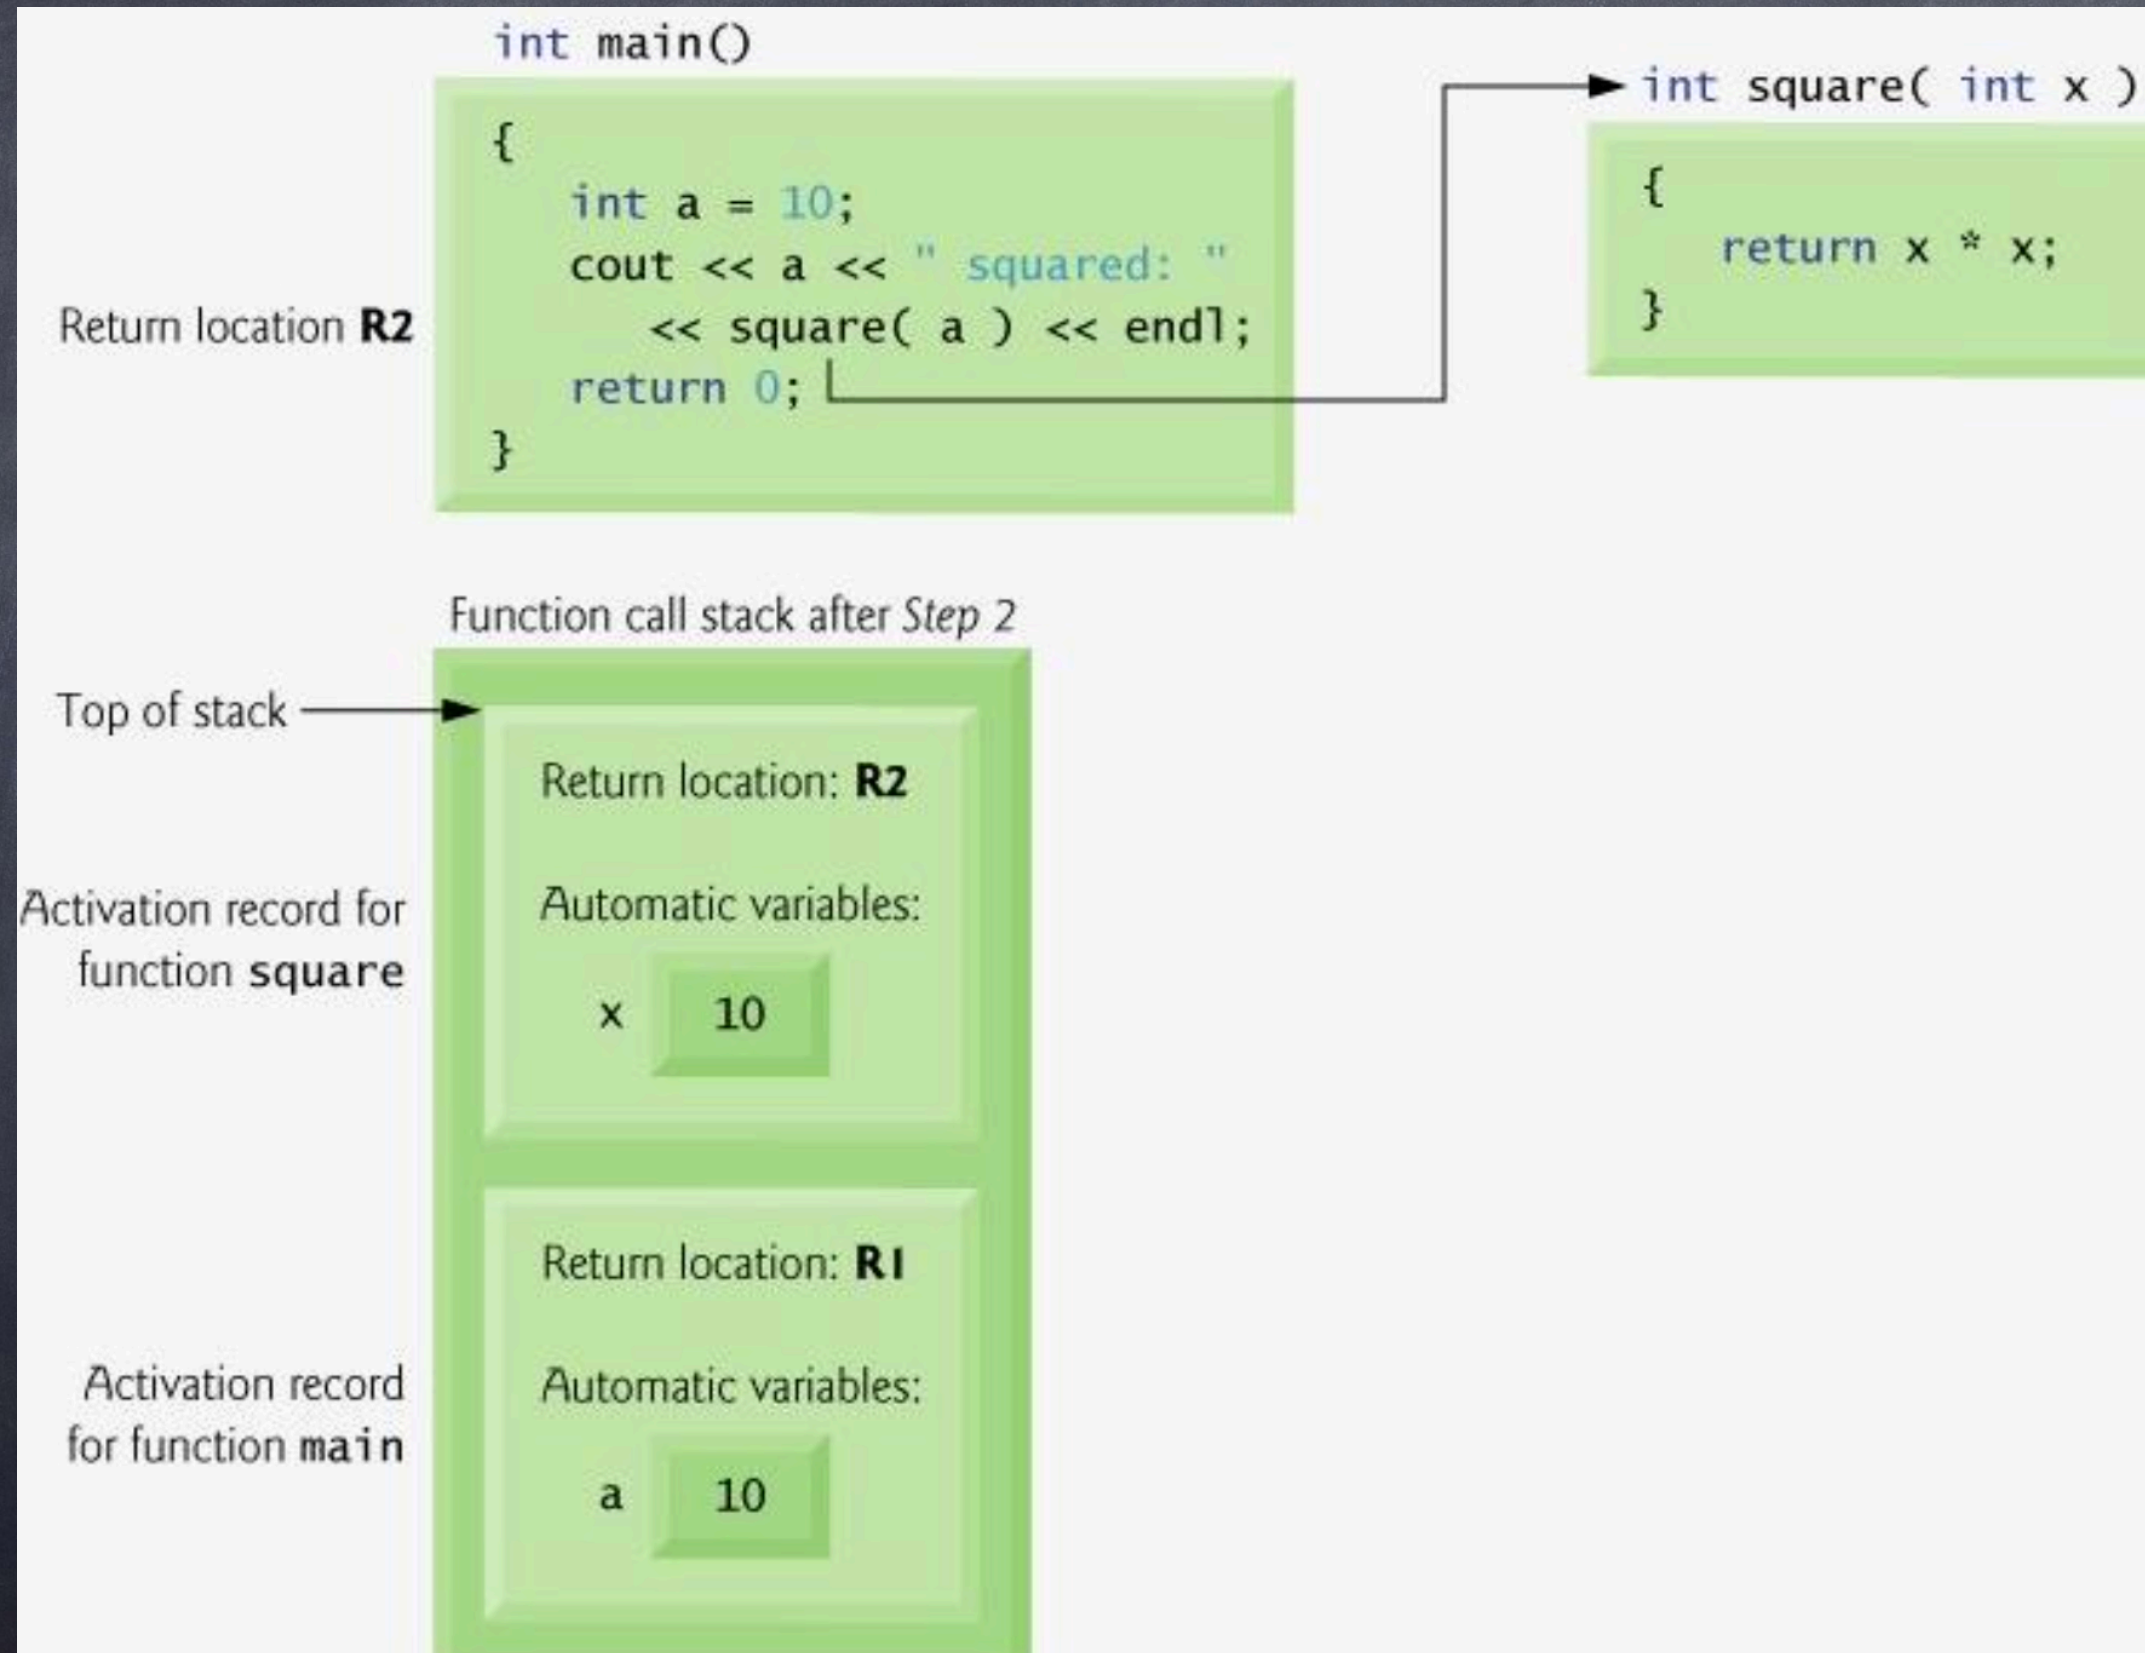 int main()
{
int a = 10;
cout << a << " squared: "
<< square( a ) << endl;
return 0;
}
Return location R2
int square( int x )
{
return x * x;
}
Function call stack after Step 2
Top of stack
Return location: R2
Automatic variables:
x 10
Activation record for
function square
Return location: R1
Automatic variables:
a 10
Activation record
for function main